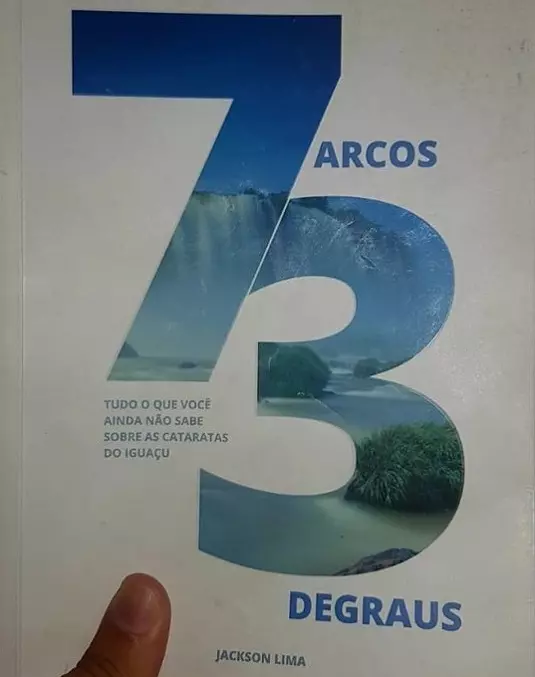 7 ARCOS
3
TUDO O QUE VOCÊ
AINDA NÃO SABE
SOBRE AS CATARATAS
DO IGUAÇU
DEGRAUS
JACKSON LIMA